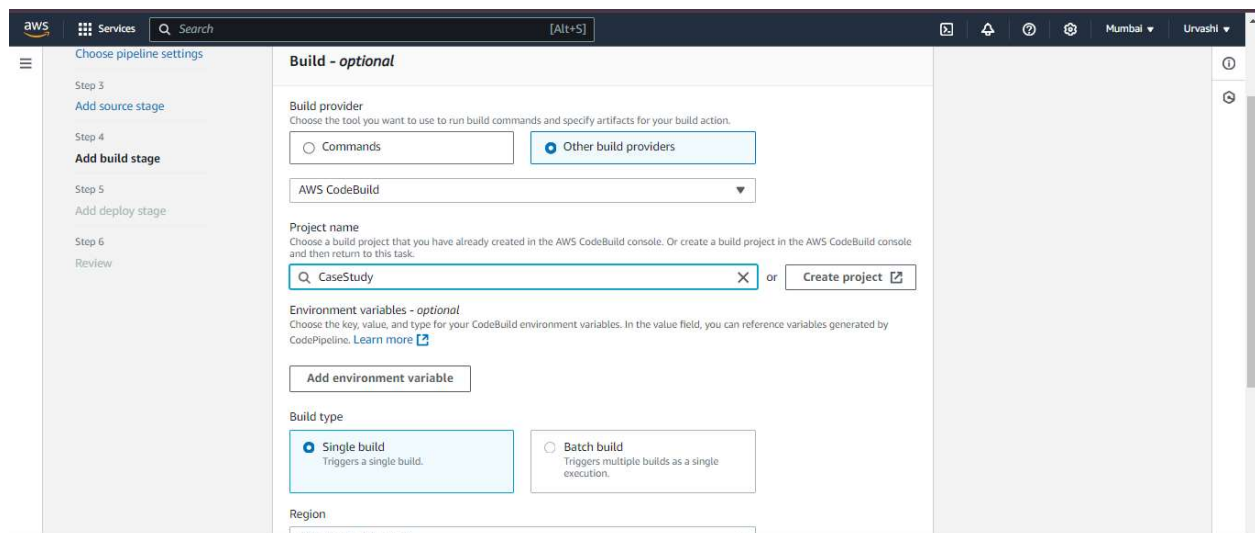 aws Services Search [Alt+S] Mumbai Urvashi
Choose pipeline settings
Step 3
Add source stage
Step 4
Add build stage
Step 5
Add deploy stage
Step 6
Review
Build - optional
Build provider
Choose the tool you want to use to run build commands and specify artifacts for your build action.
Commands
Other build providers
AWS CodeBuild
Project name
Choose a build project that you have already created in the AWS CodeBuild console. Or create a build project in the AWS CodeBuild console
and then return to this task.
CaseStudy or Create project
Environment variables - optional
Choose the key, value, and type for your CodeBuild environment variables. In the value field, you can reference variables generated by
CodePipeline. Learn more
Add environment variable
Build type
Single build
Triggers a single build.
Batch build
Triggers multiple builds as a single
execution.
Region